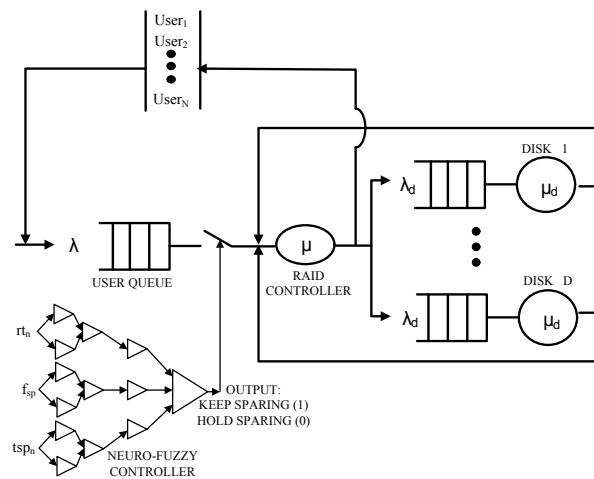 User1
User2
UserN
DISK 1
λd
μd
λ
μ
USER QUEUE
RAID
CONTROLLER
DISK D
λd
μd
rtn
fsp
tspn
OUTPUT:
KEEP SPARING (1)
HOLD SPARING (0)
NEURO-FUZZY
CONTROLLER